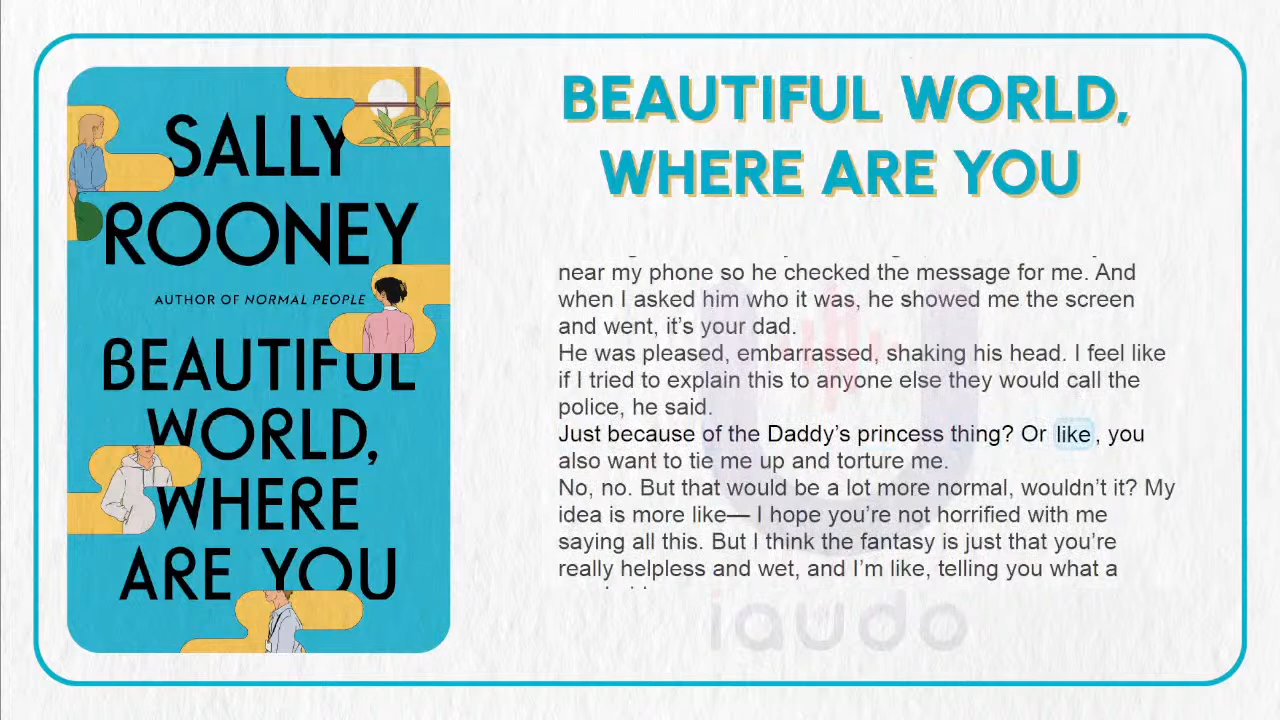 SALLY
ROONEY
AUTHOR OF NORMAL PEOPLE
BEAUTIFUL
WORLD,
WHERE
ARE YOU
BEAUTIFUL WORLD,
WHERE ARE YOU
near my phone so he checked the message for me. And
when I asked him who it was, he showed me the screen
and went, it’s your dad.
He was pleased, embarrassed, shaking his head. I feel like
if I tried to explain this to anyone else they would call the
police, he said.
Just because of the Daddy’s princess thing? Or like, you
also want to tie me up and torture me.
No, no. But that would be a lot more normal, wouldn’t it? My
idea is more like— I hope you’re not horrified with me
saying all this. But I think the fantasy is just that you’re
really helpless and wet, and I’m like, telling you what a
iaudo